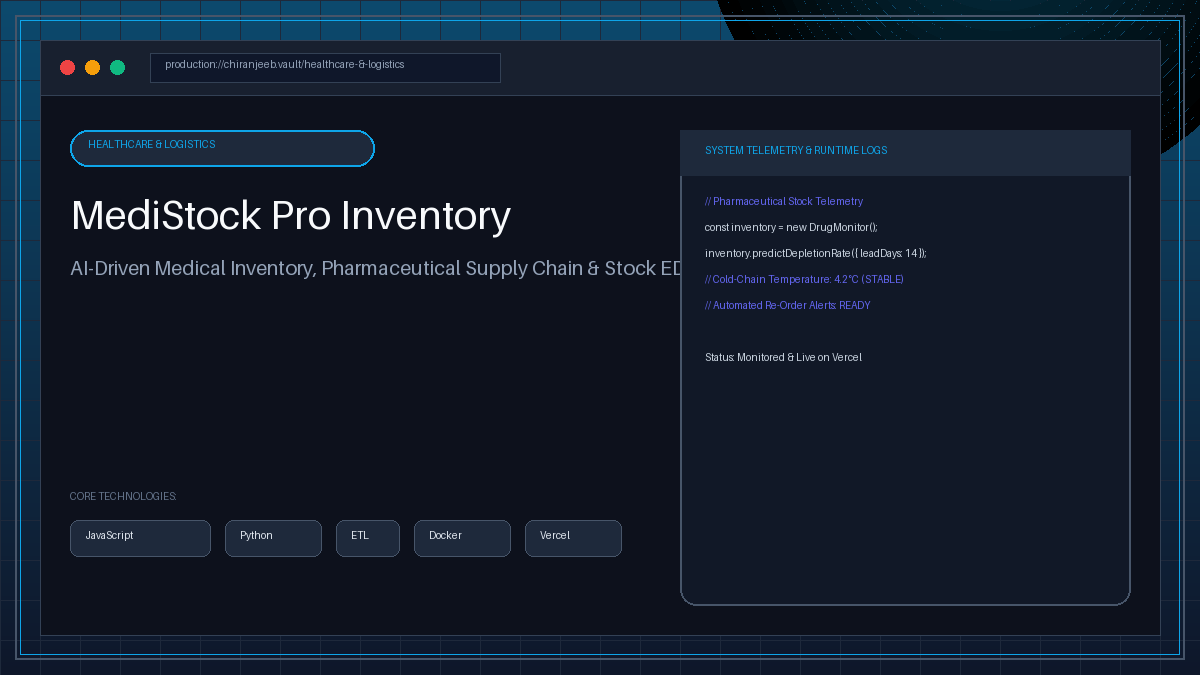 production://chiranjeeb.vault/healthcare-&-logistics
HEALTHCARE & LOGISTICS
MediStock Pro Inventory
AI-Driven Medical Inventory, Pharmaceutical Supply Chain & Stock ED
CORE TECHNOLOGIES:
JavaScript
Python
ETL
Docker
Vercel
SYSTEM TELEMETRY & RUNTIME LOGS
// Pharmaceutical Stock Telemetry
const inventory = new DrugMonitor();
inventory.predictDepletionRate({ leadDays: 14 });
// Cold-Chain Temperature: 4.2°C (STABLE)
// Automated Re-Order Alerts: READY
Status: Monitored & Live on Vercel